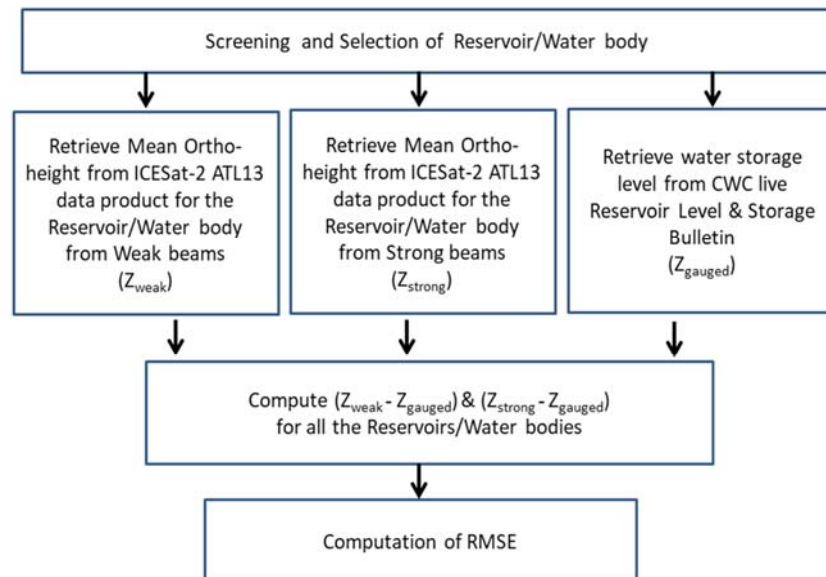 Screening and Selection of Reservoir/Water body
Retrieve Mean Ortho-
height from ICESat-2 ATL13
data product for the
Reservoir/Water body
from Weak beams
(Zweak)
Retrieve Mean Ortho-
height from ICESat-2 ATL13
data product for the
Reservoir/Water body
from Strong beams
(Zstrong)
Retrieve water storage
level from CWC live
Reservoir Level & Storage
Bulletin
(Zgauged)
Compute (Zweak - Zgauged) & (Zstrong - Zgauged)
for all the Reservoirs/Water bodies
Computation of RMSE